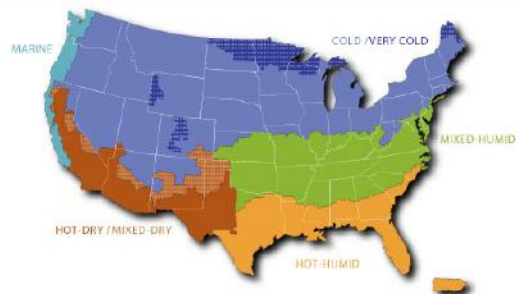 COLD / VERY COLD
MARINE
MIXED-HUMID
HOT-DRY / MIXED-DRY
HOT-HUMID